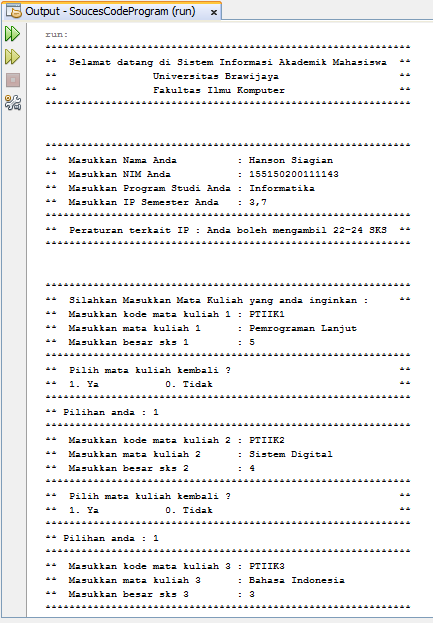 Output - SoucesCodeProgram (run) ×
run:
** Selamat datang di Sistem Informasi Akademik Mahasiswa **
** Universitas Brawijaya **
** Fakultas Ilmu Komputer **
** Masukkan Nama Anda : Hanson Siagian
** Masukkan NIM Anda : 155150200111143
** Masukkan Program Studi Anda : Informatika
** Masukkan IP Semester Anda : 3,7
** Peraturan terkait IP : Anda boleh mengambil 22-24 SKS **
** Silahkan Masukkan Mata Kuliah yang anda inginkan : **
** Masukkan kode mata kuliah 1 : PTIIK1
** Masukkan mata kuliah 1 : Pemrograman Lanjut
** Masukkan besar sks 1 : 5
** Pilih mata kuliah kembali ? **
** 1. Ya 0. Tidak **
** Pilihan anda : 1
** Masukkan kode mata kuliah 2 : PTIIK2
** Masukkan mata kuliah 2 : Sistem Digital
** Masukkan besar sks 2 : 4
** Pilih mata kuliah kembali ? **
** 1. Ya 0. Tidak **
** Pilihan anda : 1
** Masukkan kode mata kuliah 3 : PTIIK3
** Masukkan mata kuliah 3 : Bahasa Indonesia
** Masukkan besar sks 3 : 3